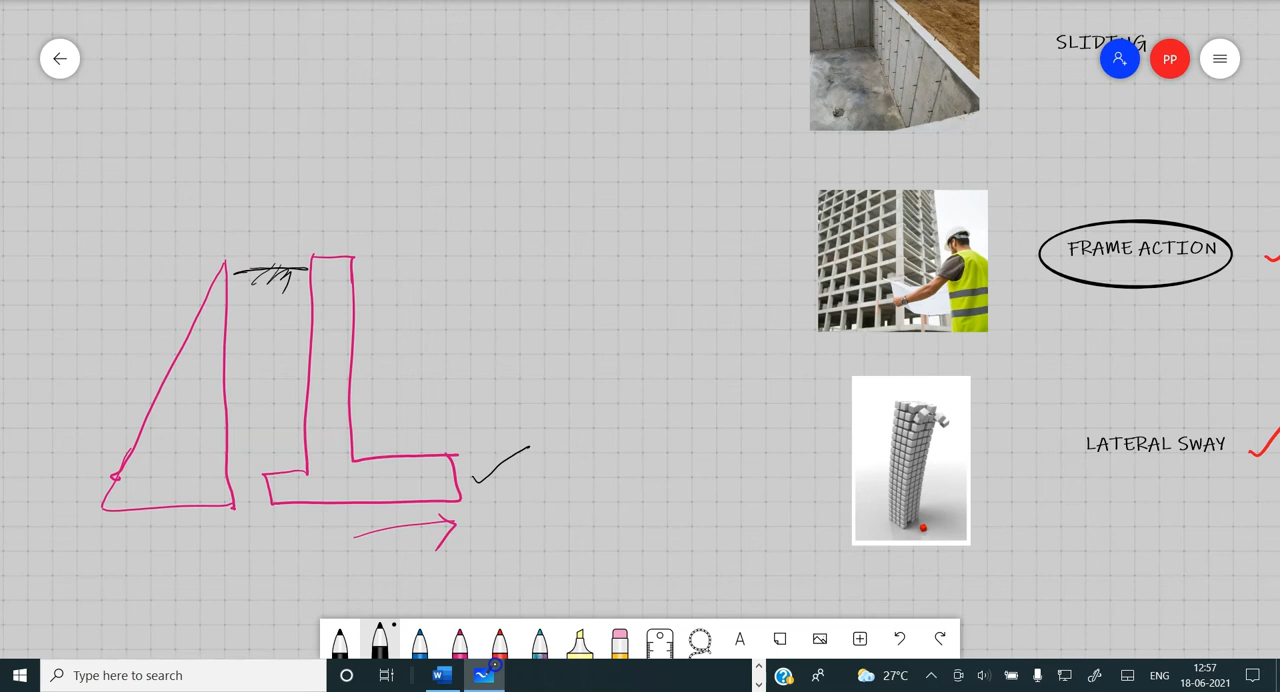 SLIDING
PP
FRAME ACTION
LATERAL SWAY
A
Type here to search
W
27°C
ENG
12:57
18-06-2021